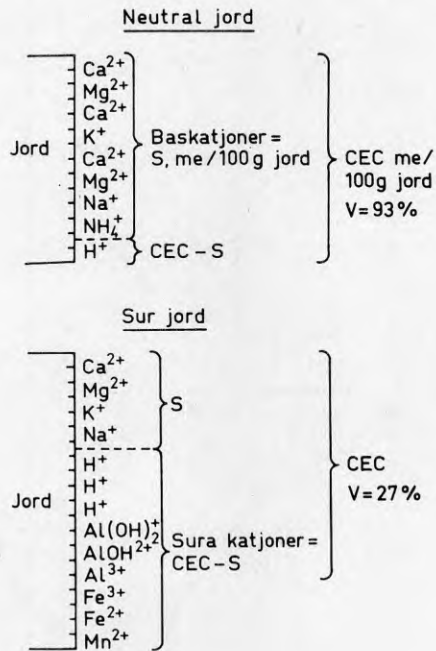 Neutral jord
Ca²⁺
Mg²⁺
Ca²⁺
K⁺
Ca²⁺
Mg²⁺
Na⁺
NH₄⁺
H⁺
Jord
Baskatjoner =
S, me/100g jord
CEC – S
CEC me/
100g jord
V = 93%
Sur jord
Ca²⁺
Mg²⁺
K⁺
Na⁺
H⁺
H⁺
H⁺
Al(OH)₂⁺
AlOH²⁺
Al³⁺
Fe³⁺
Fe²⁺
Mn²⁺
Jord
S
Sura katjoner =
CEC – S
CEC
V = 27%